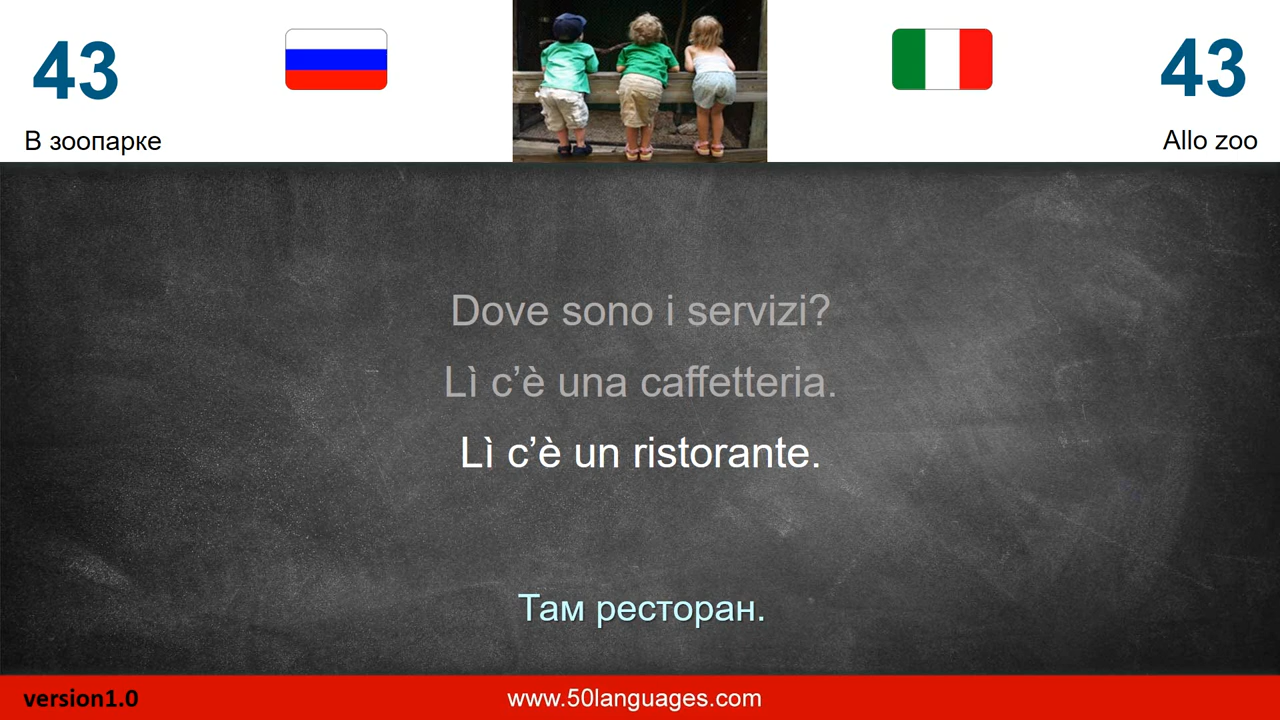 43
В зоопарке
43
Allo zoo
Dove sono i servizi?
Lì c’è una caffetteria.
Lì c’è un ristorante.
Там ресторан.
version1.0
www.50languages.com